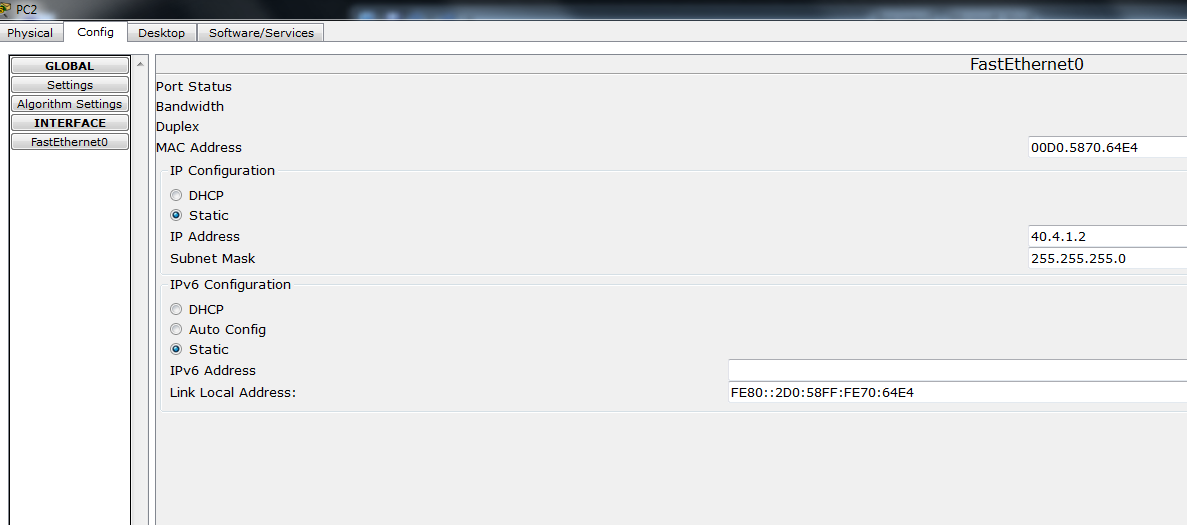 PC2
Physical Config Desktop Software/Services
GLOBAL
Settings
Algorithm Settings
INTERFACE
FastEthernet0
FastEthernet0
Port Status
Bandwidth
Duplex
MAC Address 00D0.5870.64E4
IP Configuration
DHCP
Static
IP Address 40.4.1.2
Subnet Mask 255.255.255.0
IPv6 Configuration
DHCP
Auto Config
Static
IPv6 Address
Link Local Address: FE80::2D0:58FF:FE70:64E4